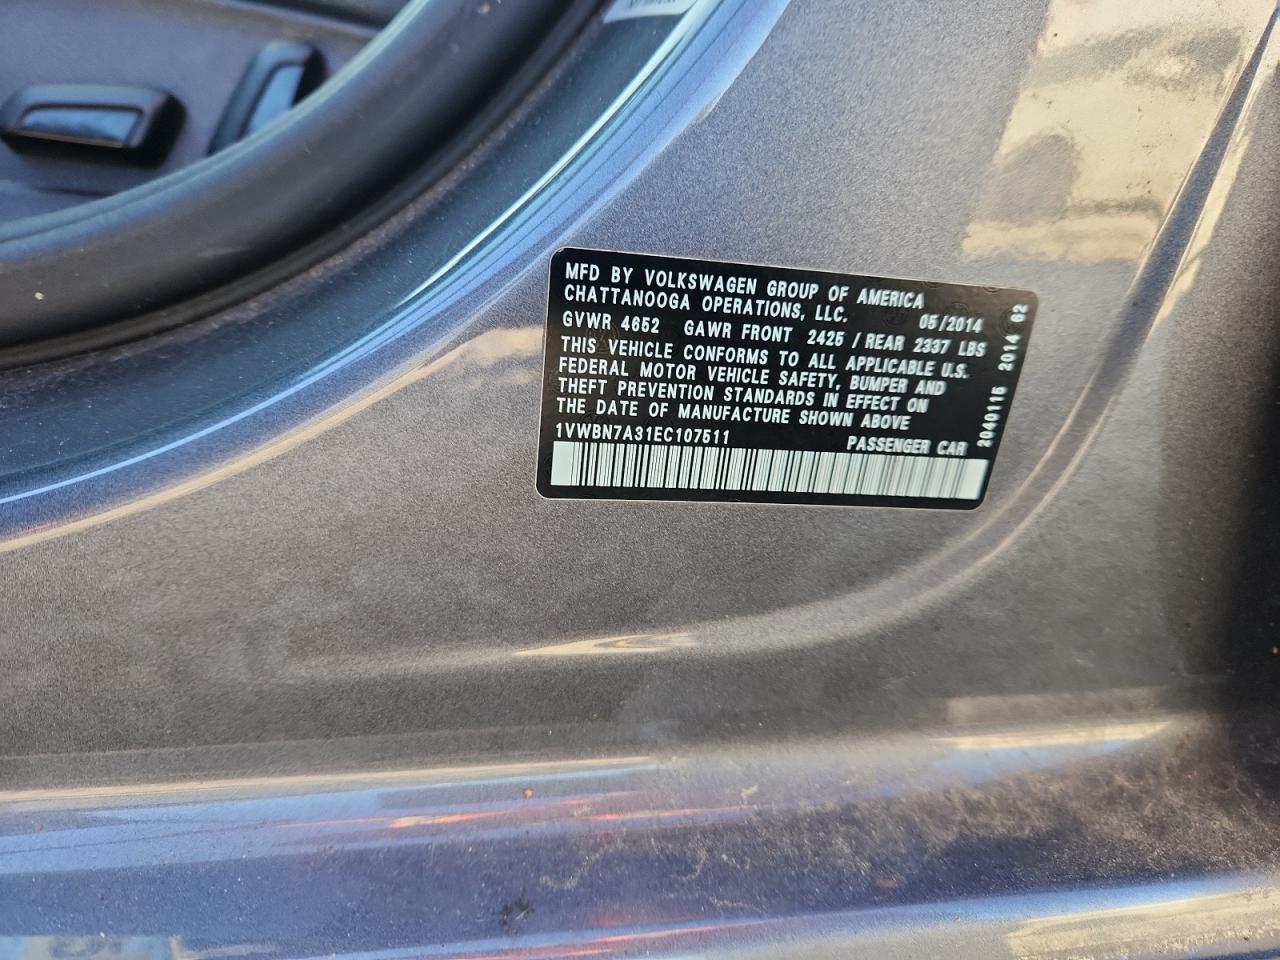 MFD BY VOLKSWAGEN GROUP OF AMERICA
CHATTANOOGA OPERATIONS, LLC. 05/2014
GVWR 4652 GAWR FRONT 2425 / REAR 2337 LBS
THIS VEHICLE CONFORMS TO ALL APPLICABLE U.S.
FEDERAL MOTOR VEHICLE SAFETY, BUMPER AND
THEFT PREVENTION STANDARDS IN EFFECT ON
THE DATE OF MANUFACTURE SHOWN ABOVE
1VWBN7A31EC107511 PASSENGER CAR
2040115 2014 62